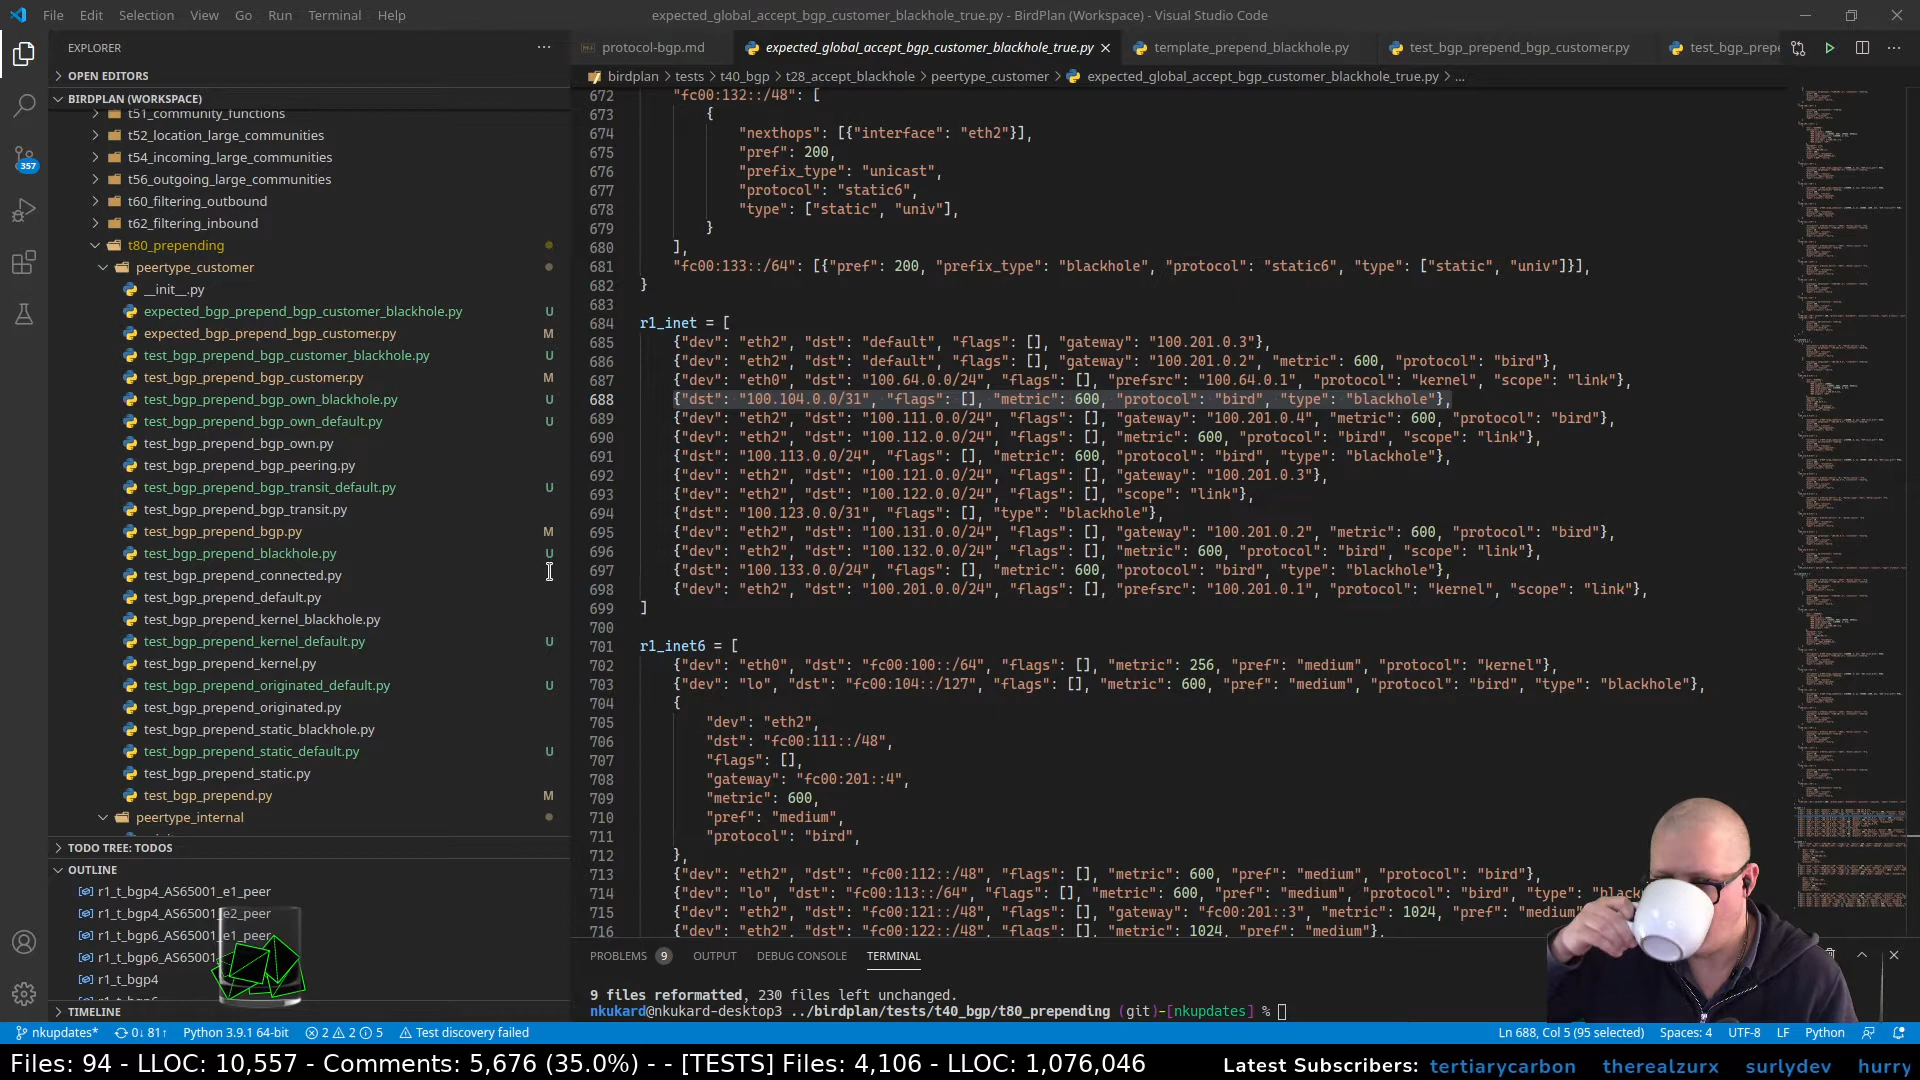 File Edit Selection View Go Run Terminal Help
expected_global_accept_bgp_customer_blackhole_true.py - BirdPlan (Workspace) - Visual Studio Code
EXPLORER
protocol-bgp.md
expected_global_accept_bgp_customer_blackhole_true.py
template_prepend_blackhole.py
test_bgp_prepend_bgp_customer.py
OPEN EDITORS
BIRDPLAN (WORKSPACE)
birdplan > tests > t40_bgp > t28_accept_blackhole > peertype_customer > expected_global_accept_bgp_customer_blackhole_true.py > ...
t51_community_functions
t52_location_large_communities
t54_incoming_large_communities
t56_outgoing_large_communities
t60_filtering_outbound
t62_filtering_inbound
t80_prepending
peertype_customer
__init__.py
expected_bgp_prepend_bgp_customer_blackhole.py U
expected_bgp_prepend_bgp_customer.py M
test_bgp_prepend_bgp_customer_blackhole.py U
test_bgp_prepend_bgp_customer.py M
test_bgp_prepend_bgp_own_blackhole.py U
test_bgp_prepend_bgp_own_default.py U
test_bgp_prepend_bgp_own.py
test_bgp_prepend_bgp_peering.py
test_bgp_prepend_bgp_transit_default.py U
test_bgp_prepend_bgp_transit.py
test_bgp_prepend_bgp.py M
test_bgp_prepend_blackhole.py U
test_bgp_prepend_connected.py
test_bgp_prepend_default.py
test_bgp_prepend_kernel_blackhole.py
test_bgp_prepend_kernel_default.py U
test_bgp_prepend_kernel.py
test_bgp_prepend_originated_default.py U
test_bgp_prepend_originated.py
test_bgp_prepend_static_blackhole.py
test_bgp_prepend_static_default.py U
test_bgp_prepend_static.py
test_bgp_prepend.py M
peertype_internal
357
TODO TREE: TODOS
OUTLINE
r1_t_bgp4_AS65001_e1_peer
r1_t_bgp4_AS65001_e2_peer
r1_t_bgp6_AS65001_e1_peer
r1_t_bgp6_AS65001
r1_t_bgp4
TIMELINE
672 "fc00:132::/48": [
673 {
674 "nexthops": [{"interface": "eth2"}],
675 "pref": 200,
676 "prefix_type": "unicast",
677 "protocol": "static6",
678 "type": ["static", "univ"],
679 }
680 ],
681 "fc00:133::/64": [{"pref": 200, "prefix_type": "blackhole", "protocol": "static6", "type": ["static", "univ"]}],
682 }
683
684 r1_inet = [
685 {"dev": "eth2", "dst": "default", "flags": [], "gateway": "100.201.0.3"},
686 {"dev": "eth2", "dst": "default", "flags": [], "gateway": "100.201.0.2", "metric": 600, "protocol": "bird"},
687 {"dev": "eth0", "dst": "100.64.0.0/24", "flags": [], "prefsrc": "100.64.0.1", "protocol": "kernel", "scope": "link"},
688 {"dst": "100.104.0.0/31", "flags": [], "metric": 600, "protocol": "bird", "type": "blackhole"},
689 {"dev": "eth2", "dst": "100.111.0.0/24", "flags": [], "gateway": "100.201.0.4", "metric": 600, "protocol": "bird"},
690 {"dev": "eth2", "dst": "100.112.0.0/24", "flags": [], "metric": 600, "protocol": "bird", "scope": "link"},
691 {"dst": "100.113.0.0/24", "flags": [], "metric": 600, "protocol": "bird", "type": "blackhole"},
692 {"dev": "eth2", "dst": "100.121.0.0/24", "flags": [], "gateway": "100.201.0.3"},
693 {"dev": "eth2", "dst": "100.122.0.0/24", "flags": [], "scope": "link"},
694 {"dst": "100.123.0.0/31", "flags": [], "type": "blackhole"},
695 {"dev": "eth2", "dst": "100.131.0.0/24", "flags": [], "gateway": "100.201.0.2", "metric": 600, "protocol": "bird"},
696 {"dev": "eth2", "dst": "100.132.0.0/24", "flags": [], "metric": 600, "protocol": "bird", "scope": "link"},
697 {"dst": "100.133.0.0/24", "flags": [], "metric": 600, "protocol": "bird", "type": "blackhole"},
698 {"dev": "eth2", "dst": "100.201.0.0/24", "flags": [], "prefsrc": "100.201.0.1", "protocol": "kernel", "scope": "link"},
699 ]
700
701 r1_inet6 = [
702 {"dev": "eth0", "dst": "fc00:100::/64", "flags": [], "metric": 256, "pref": "medium", "protocol": "kernel"},
703 {"dev": "lo", "dst": "fc00:104::/127", "flags": [], "metric": 600, "pref": "medium", "protocol": "bird", "type": "blackhole"},
704 {
705 "dev": "eth2",
706 "dst": "fc00:111::/48",
707 "flags": [],
708 "gateway": "fc00:201::4",
709 "metric": 600,
710 "pref": "medium",
711 "protocol": "bird",
712 },
713 {"dev": "eth2", "dst": "fc00:112::/48", "flags": [], "metric": 600, "pref": "medium", "protocol": "bird"},
714 {"dev": "lo", "dst": "fc00:113::/64", "flags": [], "metric": 600, "pref": "medium", "protocol": "bird", "type":
715 {"dev": "eth2", "dst": "fc00:121::/48", "flags": [], "gateway": "fc00:201::3", "metric": 1024, "pref": "medium"
716 {"dev": "eth2", "dst": "fc00:122::/48", "flags": [], "metric": 1024, "pref": "medium"},
PROBLEMS 9 OUTPUT DEBUG CONSOLE TERMINAL
9 files reformatted, 230 files left unchanged.
nkukard@nkukard-desktop3 ../birdplan/tests/t40_bgp/t80_prepending (git)-[nkupdates] %
nkupdates* 0↓ 81↑ Python 3.9.1 64-bit 2 2 5 Test discovery failed Ln 688, Col 5 (95 selected) Spaces: 4 UTF-8 LF Python
Files: 94 - LLOC: 10,557 - Comments: 5,676 (35.0%) - - [TESTS] Files: 4,106 - LLOC: 1,076,046
Latest Subscribers: tertiarycarbon therealzurx surlydev hurry